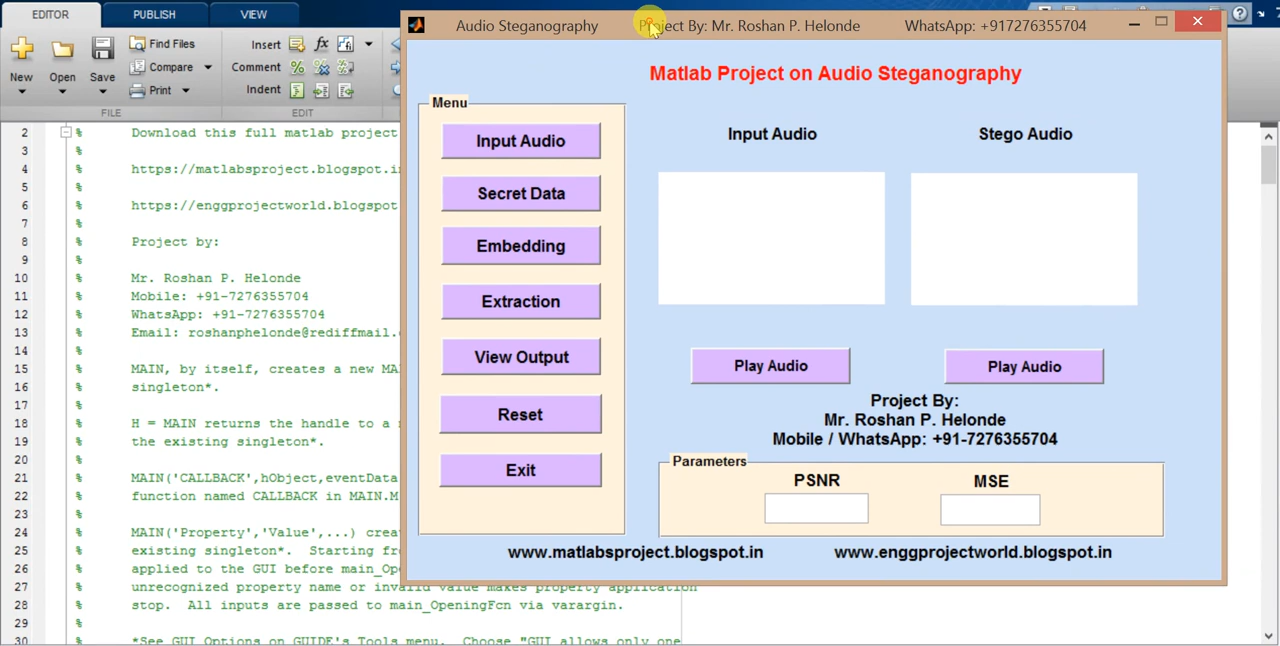 EDITOR
PUBLISH
VIEW
Audio Steganography Project By: Mr. Roshan P. Helonde WhatsApp: +917276355704
New
Open
Save
Find Files
Compare
Print
Insert
Comment
Indent
FILE
EDIT
2 % Download this full matlab project
3 %
4 % https://matlabsproject.blogspot.in
5 %
6 % https://enggprojectworld.blogspot
7 %
8 % Project by:
9 %
10 % Mr. Roshan P. Helonde
11 % Mobile: +91-7276355704
12 % WhatsApp: +91-7276355704
13 % Email: roshanphelonde@rediffmail.
14 %
15 % MAIN, by itself, creates a new MA
16 % singleton*.
17 %
18 % H = MAIN returns the handle to a
19 % the existing singleton*.
20 %
21 % MAIN('CALLBACK',hObject,eventData
22 % function named CALLBACK in MAIN.M
23 %
24 % MAIN('Property','Value',...) crea
25 % existing singleton*. Starting fr
26 % applied to the GUI before main_Op
27 % unrecognized property name or invalid value makes property application
28 % stop. All inputs are passed to main_OpeningFcn via varargin.
29 %
30 % *See GUI Options on GUIDE's Tools menu. Choose "GUI allows only one
Matlab Project on Audio Steganography
Menu
Input Audio
Secret Data
Embedding
Extraction
View Output
Reset
Exit
Input Audio
Stego Audio
Play Audio
Play Audio
Project By:
Mr. Roshan P. Helonde
Mobile / WhatsApp: +91-7276355704
Parameters
PSNR
MSE
www.matlabsproject.blogspot.in
www.enggprojectworld.blogspot.in